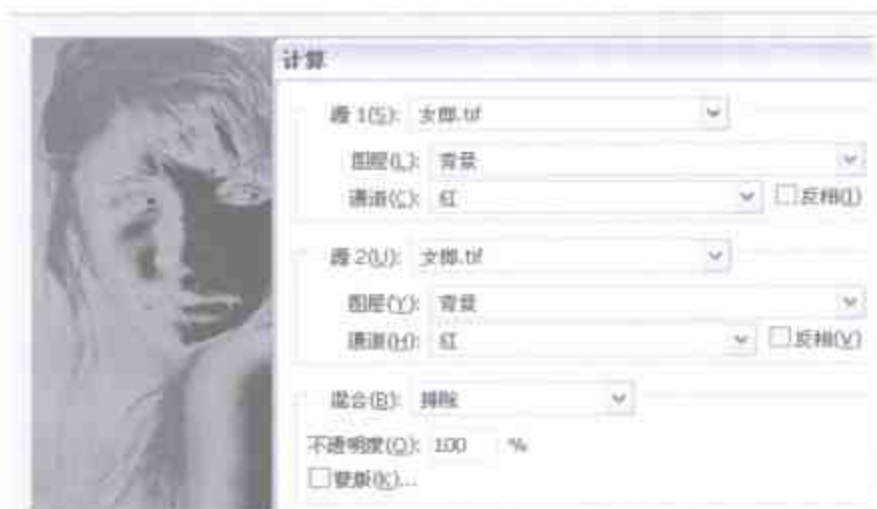 计算
源 1(S): 女郎.tif
图层(L): 背景
通道(C): 红 反相(I)
源 2(U): 女郎.tif
图层(Y): 背景
通道(H): 红 反相(V)
混合(B): 排除
不透明度(O): 100 %
蒙版(K)...